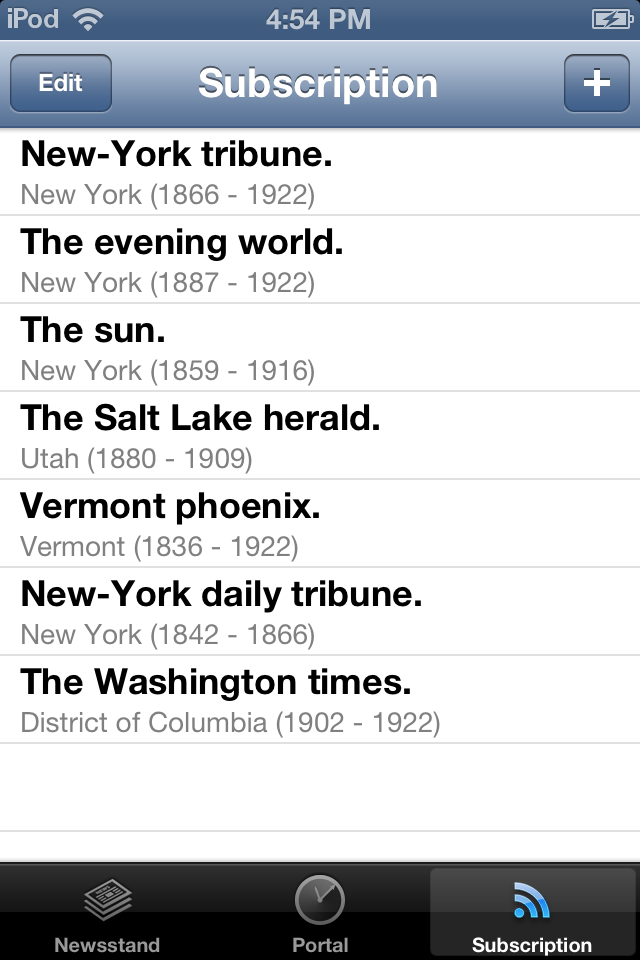 iPod 4:54 PM
Edit Subscription +
New-York tribune.
New York (1866 - 1922)
The evening world.
New York (1887 - 1922)
The sun.
New York (1859 - 1916)
The Salt Lake herald.
Utah (1880 - 1909)
Vermont phoenix.
Vermont (1836 - 1922)
New-York daily tribune.
New York (1842 - 1866)
The Washington times.
District of Columbia (1902 - 1922)
Newsstand Portal Subscription